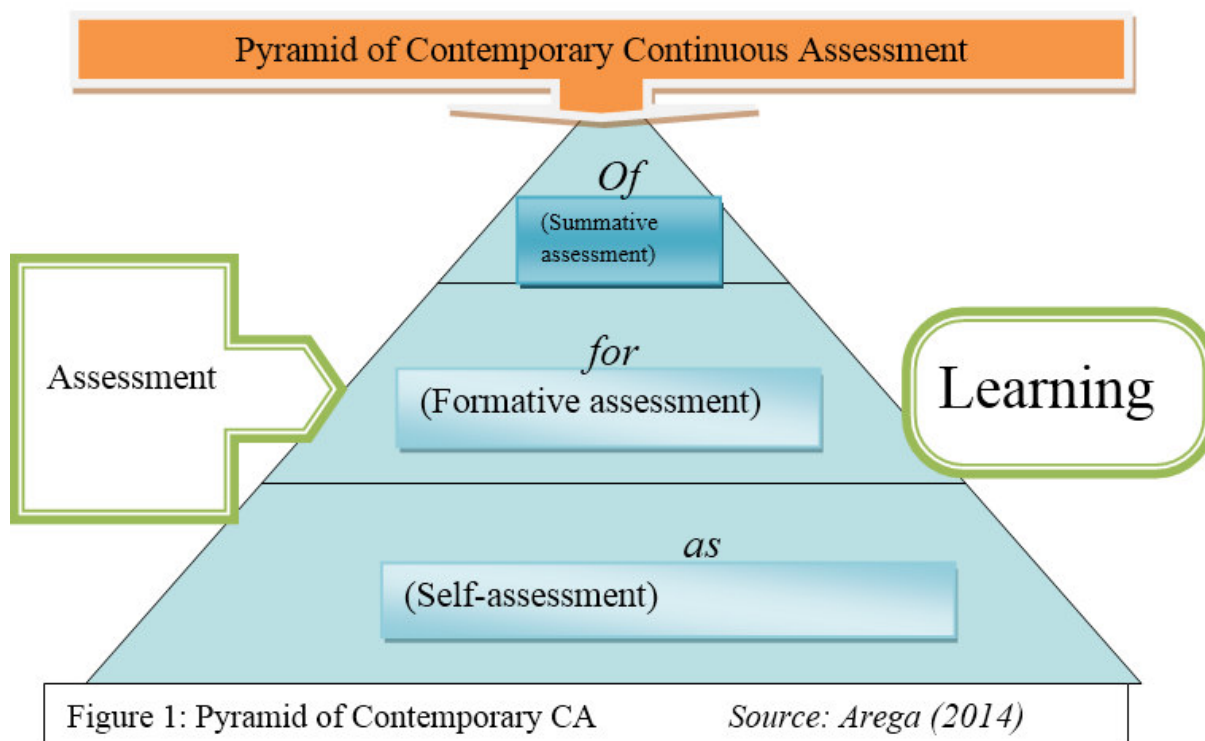 Pyramid of Contemporary Continuous Assessment
Of
(Summative
assessment)
for
(Formative assessment)
Assessment
Learning
as
(Self-assessment)
Figure 1: Pyramid of Contemporary CA Source: Arega (2014)